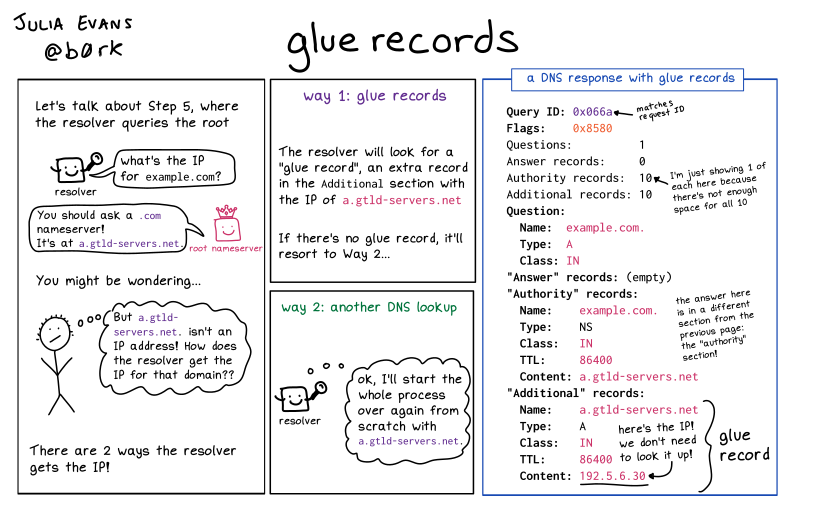 JULIA EVANS
@b0rk
glue records
Let's talk about Step 5, where
the resolver queries the root
what's the IP
for example.com?
resolver
You should ask a .com
nameserver!
It's at a.gtld-servers.net.
root nameserver
You might be wondering...
But a.gtld-
servers.net. isn't an
IP address! How does
the resolver get the
IP for that domain??
There are 2 ways the resolver
gets the IP!
way 1: glue records
The resolver will look for a
"glue record", an extra record
in the Additional section with
the IP of a.gtld-servers.net
If there's no glue record, it'll
resort to Way 2...
way 2: another DNS lookup
ok, I'll start the
whole process
over again from
scratch with
a.gtld-servers.net.
resolver
a DNS response with glue records
Query ID: 0x066a
matches
request ID
Flags: 0x8580
Questions: 1
Answer records: 0
Authority records: 10
Additional records: 10
I'm just showing 1 of
each here because
there's not enough
space for all 10
Question:
Name: example.com.
Type: A
Class: IN
"Answer" records: (empty)
"Authority" records:
Name: example.com.
Type: NS
Class: IN
TTL: 86400
Content: a.gtld-servers.net
the answer here
is in a different
section from the
previous page:
the "authority"
section!
"Additional" records:
Name: a.gtld-servers.net
Type: A
Class: IN
TTL: 86400
Content: 192.5.6.30
here's the IP!
we don't need
to look it up!
glue
record